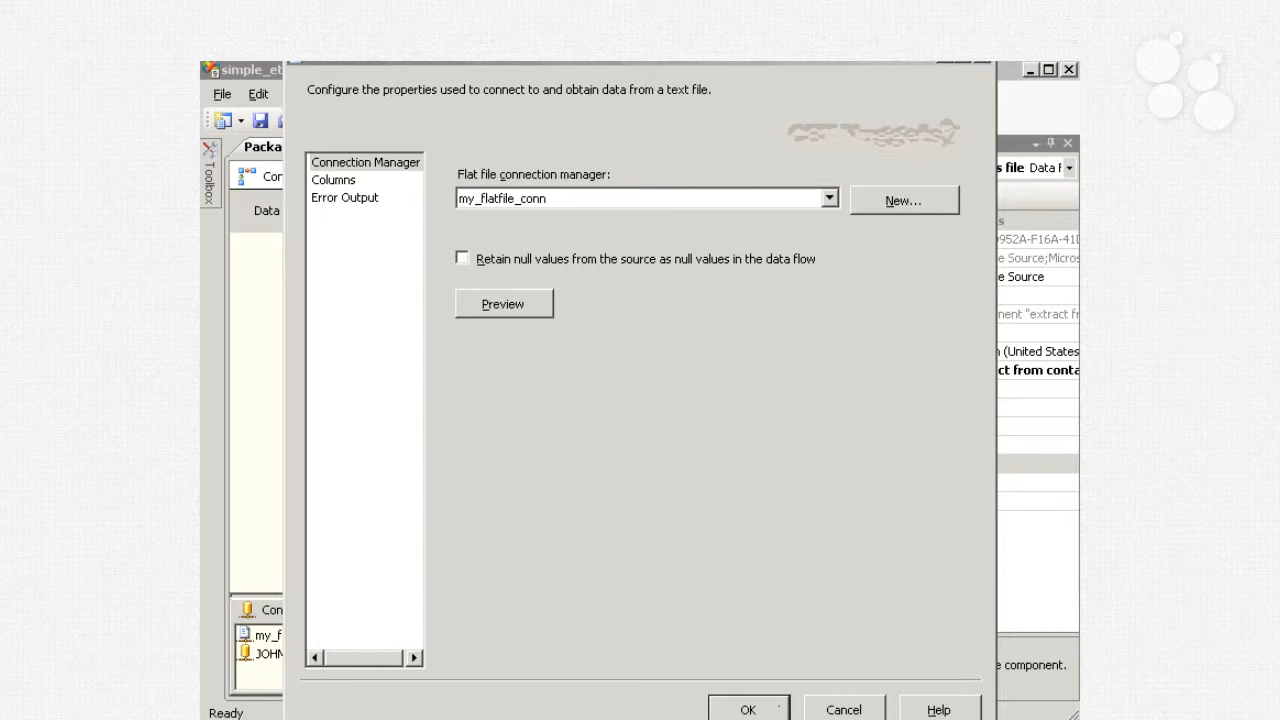 simple_et
File Edit
Configure the properties used to connect to and obtain data from a text file.
Packa
Toolbox
Con
Data
Connection Manager
Columns
Error Output
Flat file connection manager:
my_flatfile_conn
New...
Retain null values from the source as null values in the data flow
Preview
s file Data F
s
0952A-F16A-41D
e Source;Micros
e Source
nent "extract fr
n (United States
ct from conta
Con
my_f
JOHN
e component.
OK Cancel Help
Ready